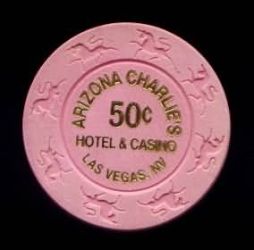 ARIZONA CHARLIE'S
50¢
HOTEL & CASINO
LAS VEGAS, NV